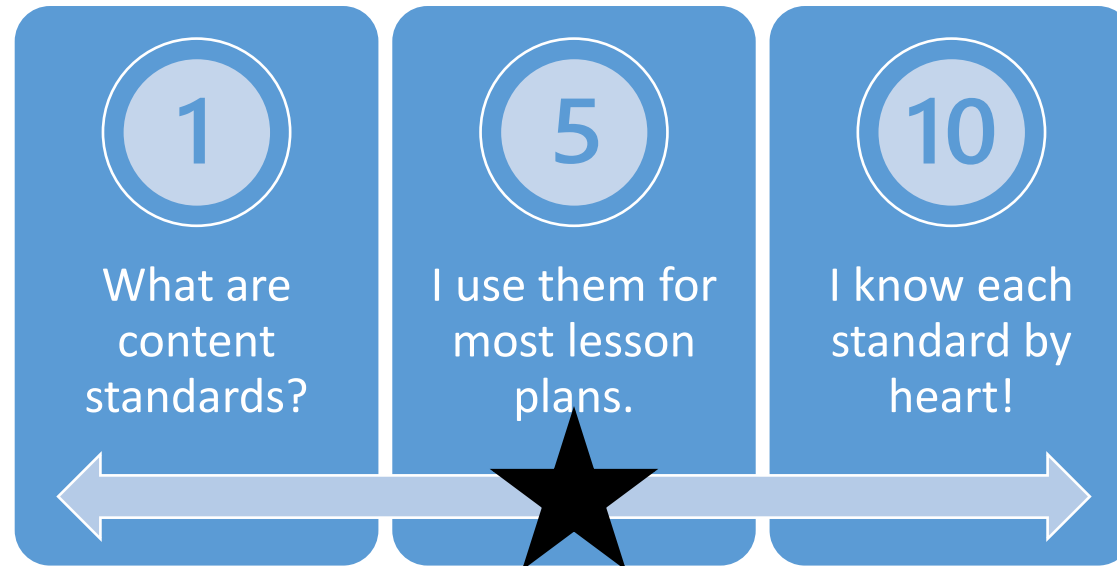 1
What are
content
standards?
5
I use them for
most lesson
plans.
10
I know each
standard by
heart!